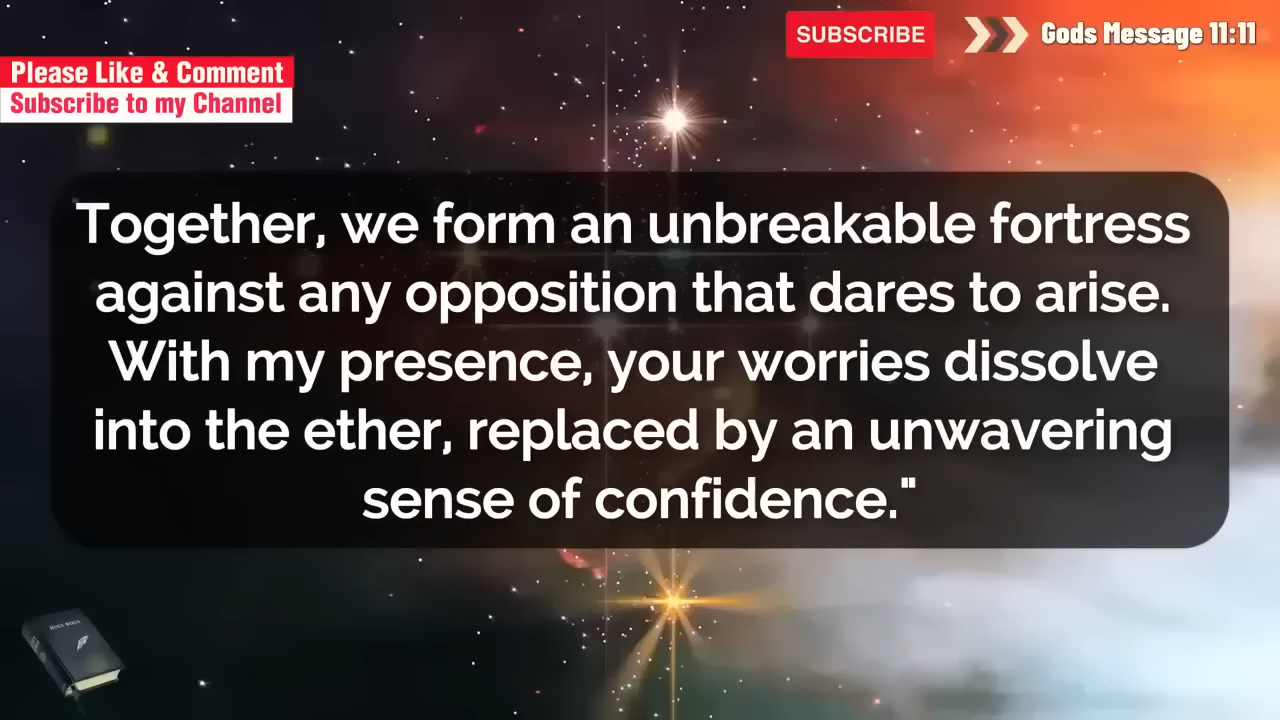 SUBSCRIBE
Gods Message 11:11
Please Like & Comment
Subscribe to my Channel
Together, we form an unbreakable fortress
against any opposition that dares to arise.
With my presence, your worries dissolve
into the ether, replaced by an unwavering
sense of confidence."
HOLY BIBLE